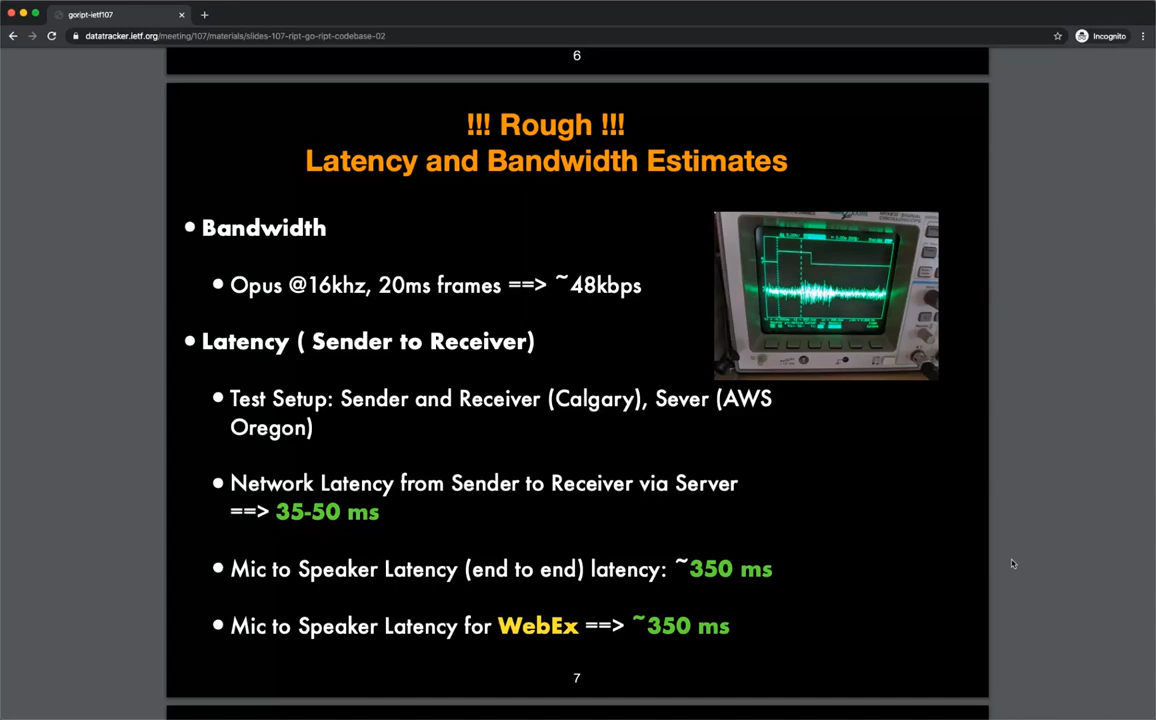 goript-ietf107
datatracker.ietf.org/meeting/107/materials/slides-107-ript-go-ript-codebase-02
Incognito
6
!!! Rough !!!
Latency and Bandwidth Estimates
• Bandwidth
• Opus @16khz, 20ms frames ==> ~48kbps
• Latency ( Sender to Receiver)
• Test Setup: Sender and Receiver (Calgary), Sever (AWS
Oregon)
• Network Latency from Sender to Receiver via Server
==> 35-50 ms
• Mic to Speaker Latency (end to end) latency: ~350 ms
• Mic to Speaker Latency for WebEx ==> ~350 ms
7